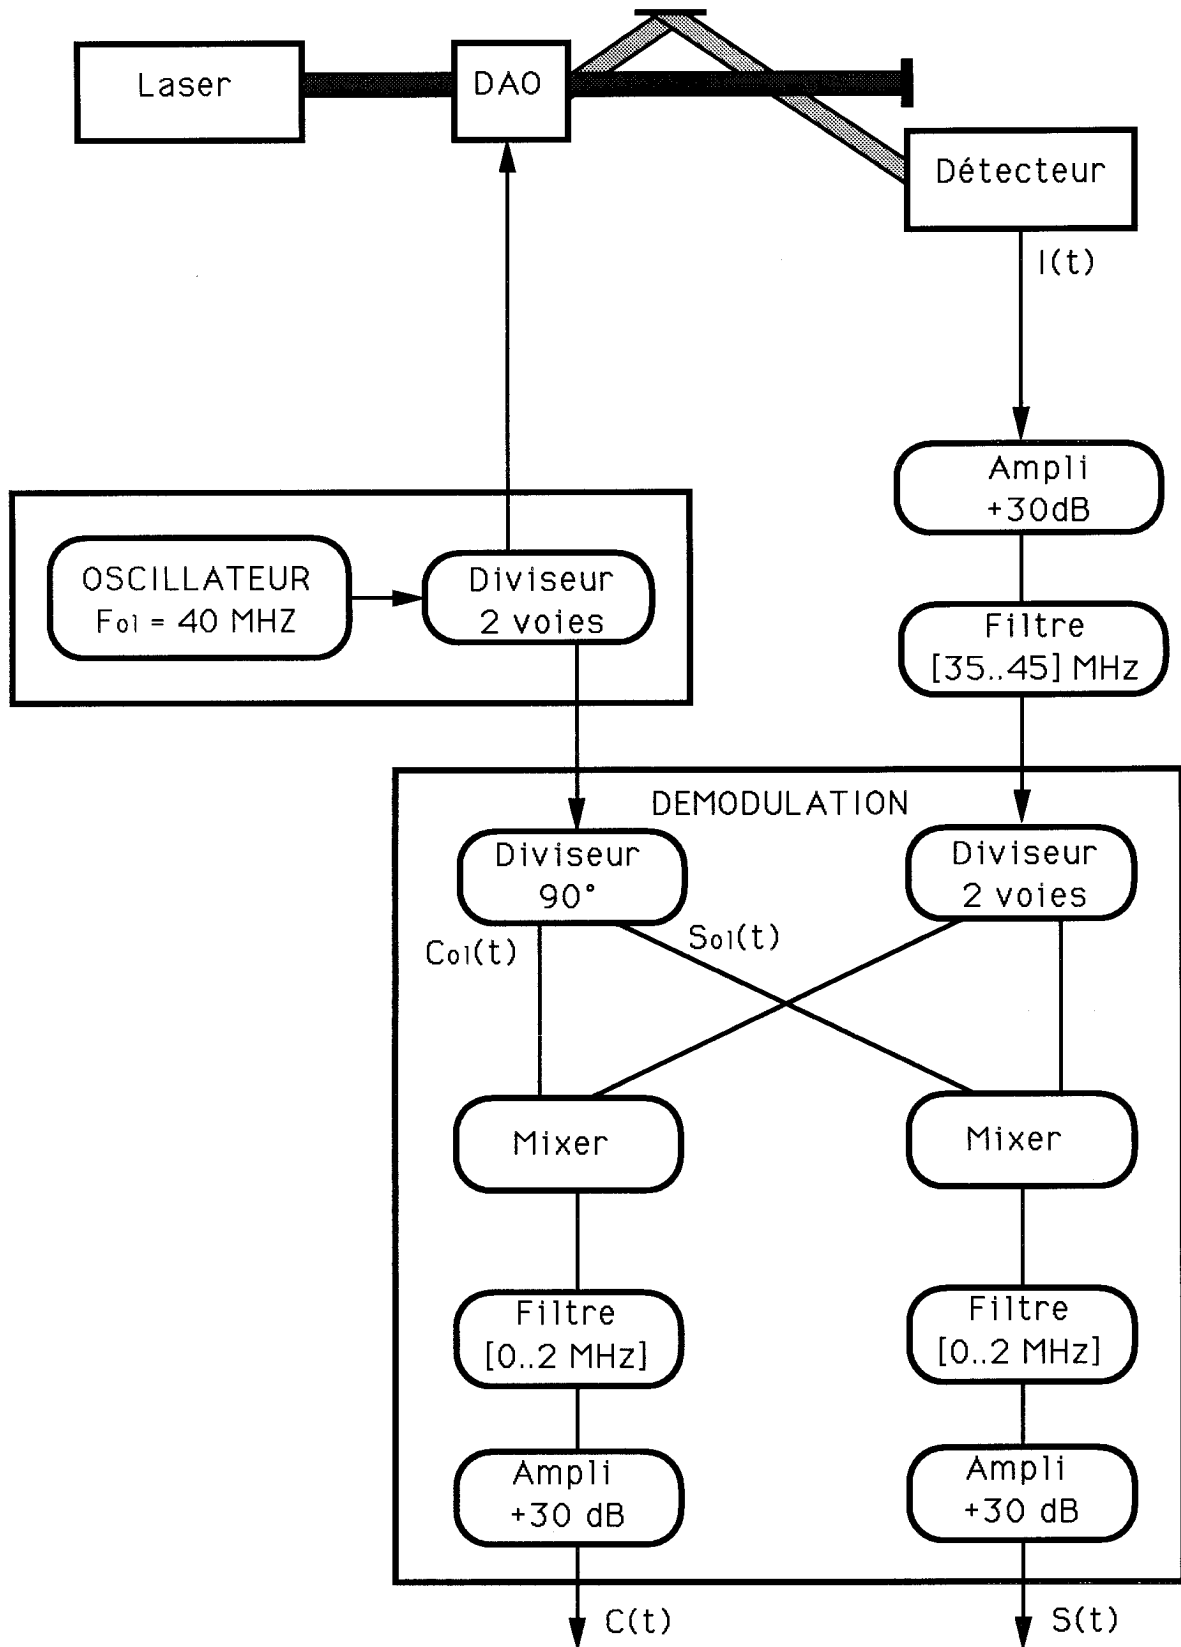 Laser
DAO
Détecteur
I(t)
Ampli
+30dB
OSCILLATEUR
Fol = 40 MHZ
Diviseur
2 voies
Filtre
[35..45] MHz
DEMODULATION
Diviseur
90°
Diviseur
2 voies
Col(t)
Sol(t)
Mixer
Mixer
Filtre
[0..2 MHz]
Filtre
[0..2 MHz]
Ampli
+30 dB
Ampli
+30 dB
C(t)
S(t)